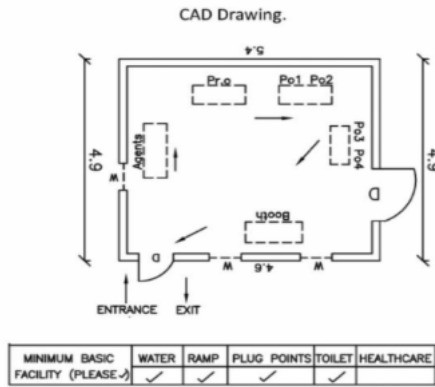 CAD Drawing.
5.4
Pr.o
Po1 Po2
4.9
Agents
Po3 Po4
4.9
W
D
Booth
D
W
4.6
W
ENTRANCE
EXIT
MINIMUM BASIC FACILITY (PLEASE✓) WATER RAMP PLUG POINTS TOILET HEALTHCARE
✓ ✓ ✓ ✓